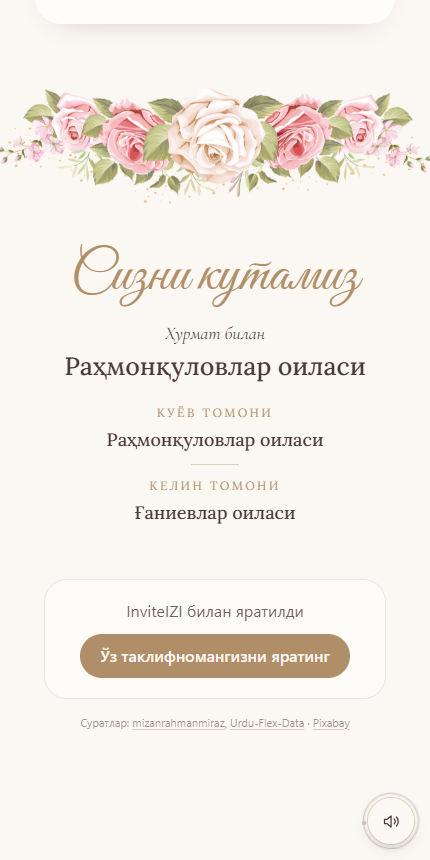 Сизни кутамиз
Ҳурмат билан
Раҳмонқуловлар оиласи
КУЁВ ТОМОНИ
Раҳмонқуловлар оиласи
КЕЛИН ТОМОНИ
Ғаниевлар оиласи
InviteIZI билан яратилди
Ўз таклифномангизни яратинг
Суратлар: mizanrahmanmiraz, Urdu-Flex-Data · Pixabay